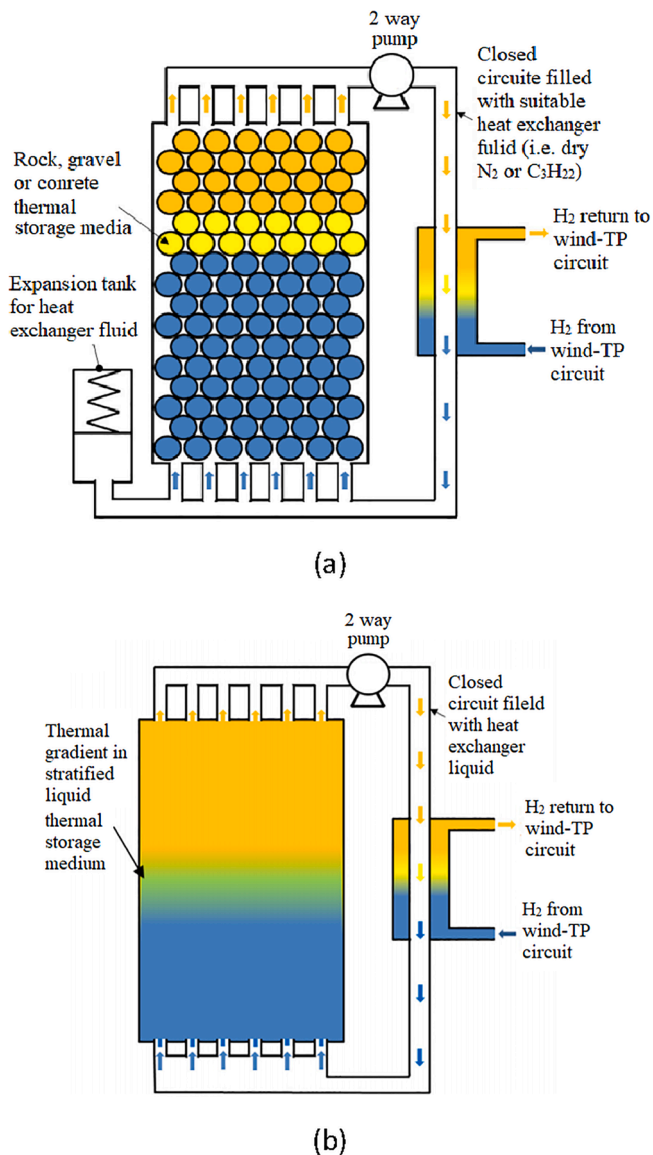 2 way
pump
Closed
circuite filled
with suitable
heat exchanger
fulid (i.e. dry
N2 or C3H22)
Rock, gravel
or conrete
thermal
storage media
H2 return to
wind-TP
circuit
Expansion tank
for heat
exchanger fluid
H2 from
wind-TP
circuit
(a)
2 way
pump
Closed
circuit fileld
with heat
exchanger
liquid
Thermal
gradient in
stratified
liquid
thermal
storage
medium
H2 return to
wind-TP
circuit
H2 from
wind-TP
circuit
(b)